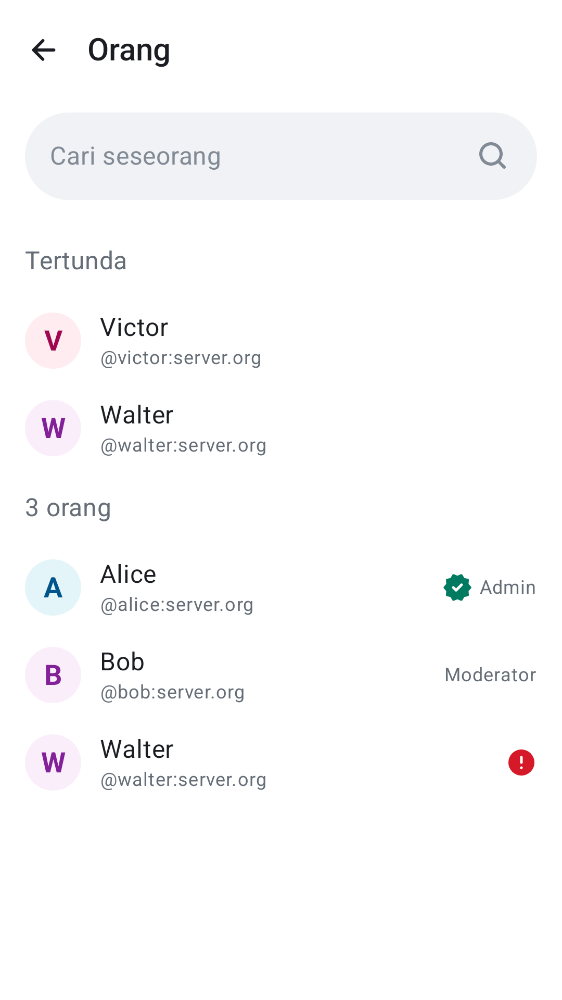 Orang
Cari seseorang
Tertunda
V
Victor
@victor:server.org
W
Walter
@walter:server.org
3 orang
A
Alice
@alice:server.org
Admin
B
Bob
@bob:server.org
Moderator
W
Walter
@walter:server.org